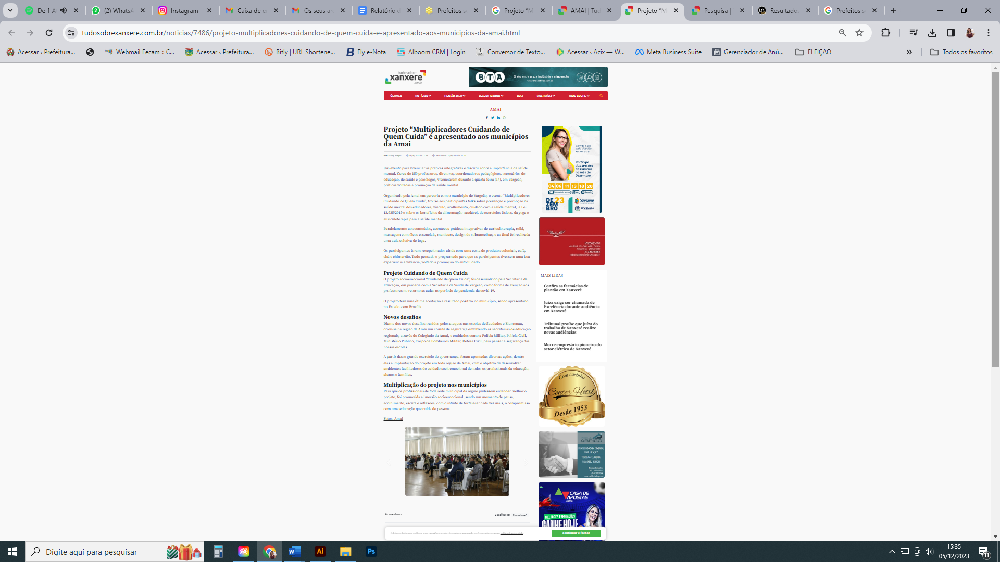 De 1 A
(2) WhatsA
Instagram
Caixa de e
Os seus an
Relatório d
Prefeitos se
Projeto “M
AMAI | Tud
Projeto “M
Pesquisa |
Resultados
Prefeitos s
tudosobrexanxere.com.br/noticias/7486/projeto-multiplicadores-cuidando-de-quem-cuida-e-apresentado-aos-municipios-da-amai.html
Acessar ‹ Prefeitura...
Webmail Fecam :: C...
Acessar ‹ Prefeitura...
Bitly | URL Shortene...
Fly e-Nota
Alboom CRM | Login
Conversor de Texto...
Acessar ‹ Acix — W...
Meta Business Suite
Gerenciador de Anú...
ELEIÇAO
Todos os favoritos
tudosobre
xanxere
.com.br
BTA
O elo entre a sua indústria e a inovação
ÚLTIMAS
NOTÍCIAS
REGIÃO AMAI
CLASSIFICADOS
GUIA
MULTIMÍDIA
TUDO SOBRE
AMAI
Projeto “Multiplicadores Cuidando de
Quem Cuida” é apresentado aos municípios
da Amai
Um evento para vivenciar as práticas integrativas e discutir sobre a importância da saúde
mental. Cerca de 150 professores, diretores, coordenadores pedagógicos, secretários de
educação, de saúde e psicólogos, vivenciaram durante a quarta-feira (14), em Vargeão,
práticas voltadas a promoção da saúde mental.
Organizado pela Amai em parceria com o município de Vargeão, o evento “Multiplicadores
Cuidando de Quem Cuida”, trouxe aos participantes talks sobre prevenção e promoção da
saúde mental dos educadores, vínculo, acolhimento, cuidado com a saúde mental, a Lei
13.935/2019 e sobre os benefícios da alimentação saudável, de exercícios físicos, da yoga e
auriculoterapia para a saúde mental.
Paralelamente aos conteúdos, aconteceu práticas integrativas de auriculoterapia, reiki,
massagem com óleos essenciais, manicure, design de sobrancelhas, e ao final foi realizada
uma aula coletiva de Ioga.
Os participantes foram recepcionados ainda com uma cesta de produtos coloniais, café,
chá e chimarrão. Tudo pensado e programado para que os participantes tivessem uma boa
experiência e vivência, voltado a promoção do autocuidado.
Projeto Cuidando de Quem Cuida
O projeto socioemocional “Cuidando de quem Cuida”, foi desenvolvido pela Secretaria de
Educação, em parceria com a Secretaria de Saúde de Vargeão, como forma de atenção aos
professores no retorno as aulas no período de pandemia da covid-19.
O projeto teve uma ótima aceitação e resultado positivo no município, sendo apresentado
no Estado e em Brasília.
Novos desafios
Diante dos novos desafios trazidos pelos ataques nas escolas de Saudades e Blumenau,
criou-se na região da Amai um comitê de segurança envolvendo as secretarias de educação
regionais, através do Colegiado da Amai, e entidades como a Polícia Militar, Polícia Civil,
Ministério Público, Corpo de Bombeiros Militar, Defesa Civil, para pensar a segurança das
nossas escolas.
A partir desse grande exercício de governança, foram apontadas diversas ações, dentre
elas a implantação do projeto em toda região da Amai, com o objetivo de desenvolver
ambientes facilitadores do cuidado socioemocional de todos os profissionais da educação,
alunos e famílias.
Multiplicação do projeto nos municípios
Para que os profissionais de toda rede municipal da região pudessem entender melhor o
projeto, foi promovida a imersão socioemocional, sendo um momento de pausa,
acolhimento, escuta e reflexões, com o intuito de fortalecer cada vez mais, o compromisso
com uma educação que cuida de pessoas.
Fotos: Amai
0 comentários
Classificar por
Mais antigos
Convite para
toda cidadão
xanxerense
Participe
das sessões
da Câmara
no mês de
Dezembro
04 06 11 13 18 20
DE 23
ZEM
BRO
Xanxerê
TV CÂMARA
MAIS LIDAS
Confira as farmácias de
plantão em Xanxerê
Juíza exige ser chamada de
Excelência durante audiência
em Xanxerê
Tribunal proíbe que juíza do
trabalho de Xanxerê realize
novas audiências
Morre empresário pioneiro do
setor elétrico de Xanxerê
Com carinho
Center Hotel
Desde 1953
ABRIGO
CASA DE
APOSTAS
.COM
MELHORES PREMIAÇÕES
GANHE HOJE
continuar e fechar
Digite aqui para pesquisar
15:35
05/12/2023
11